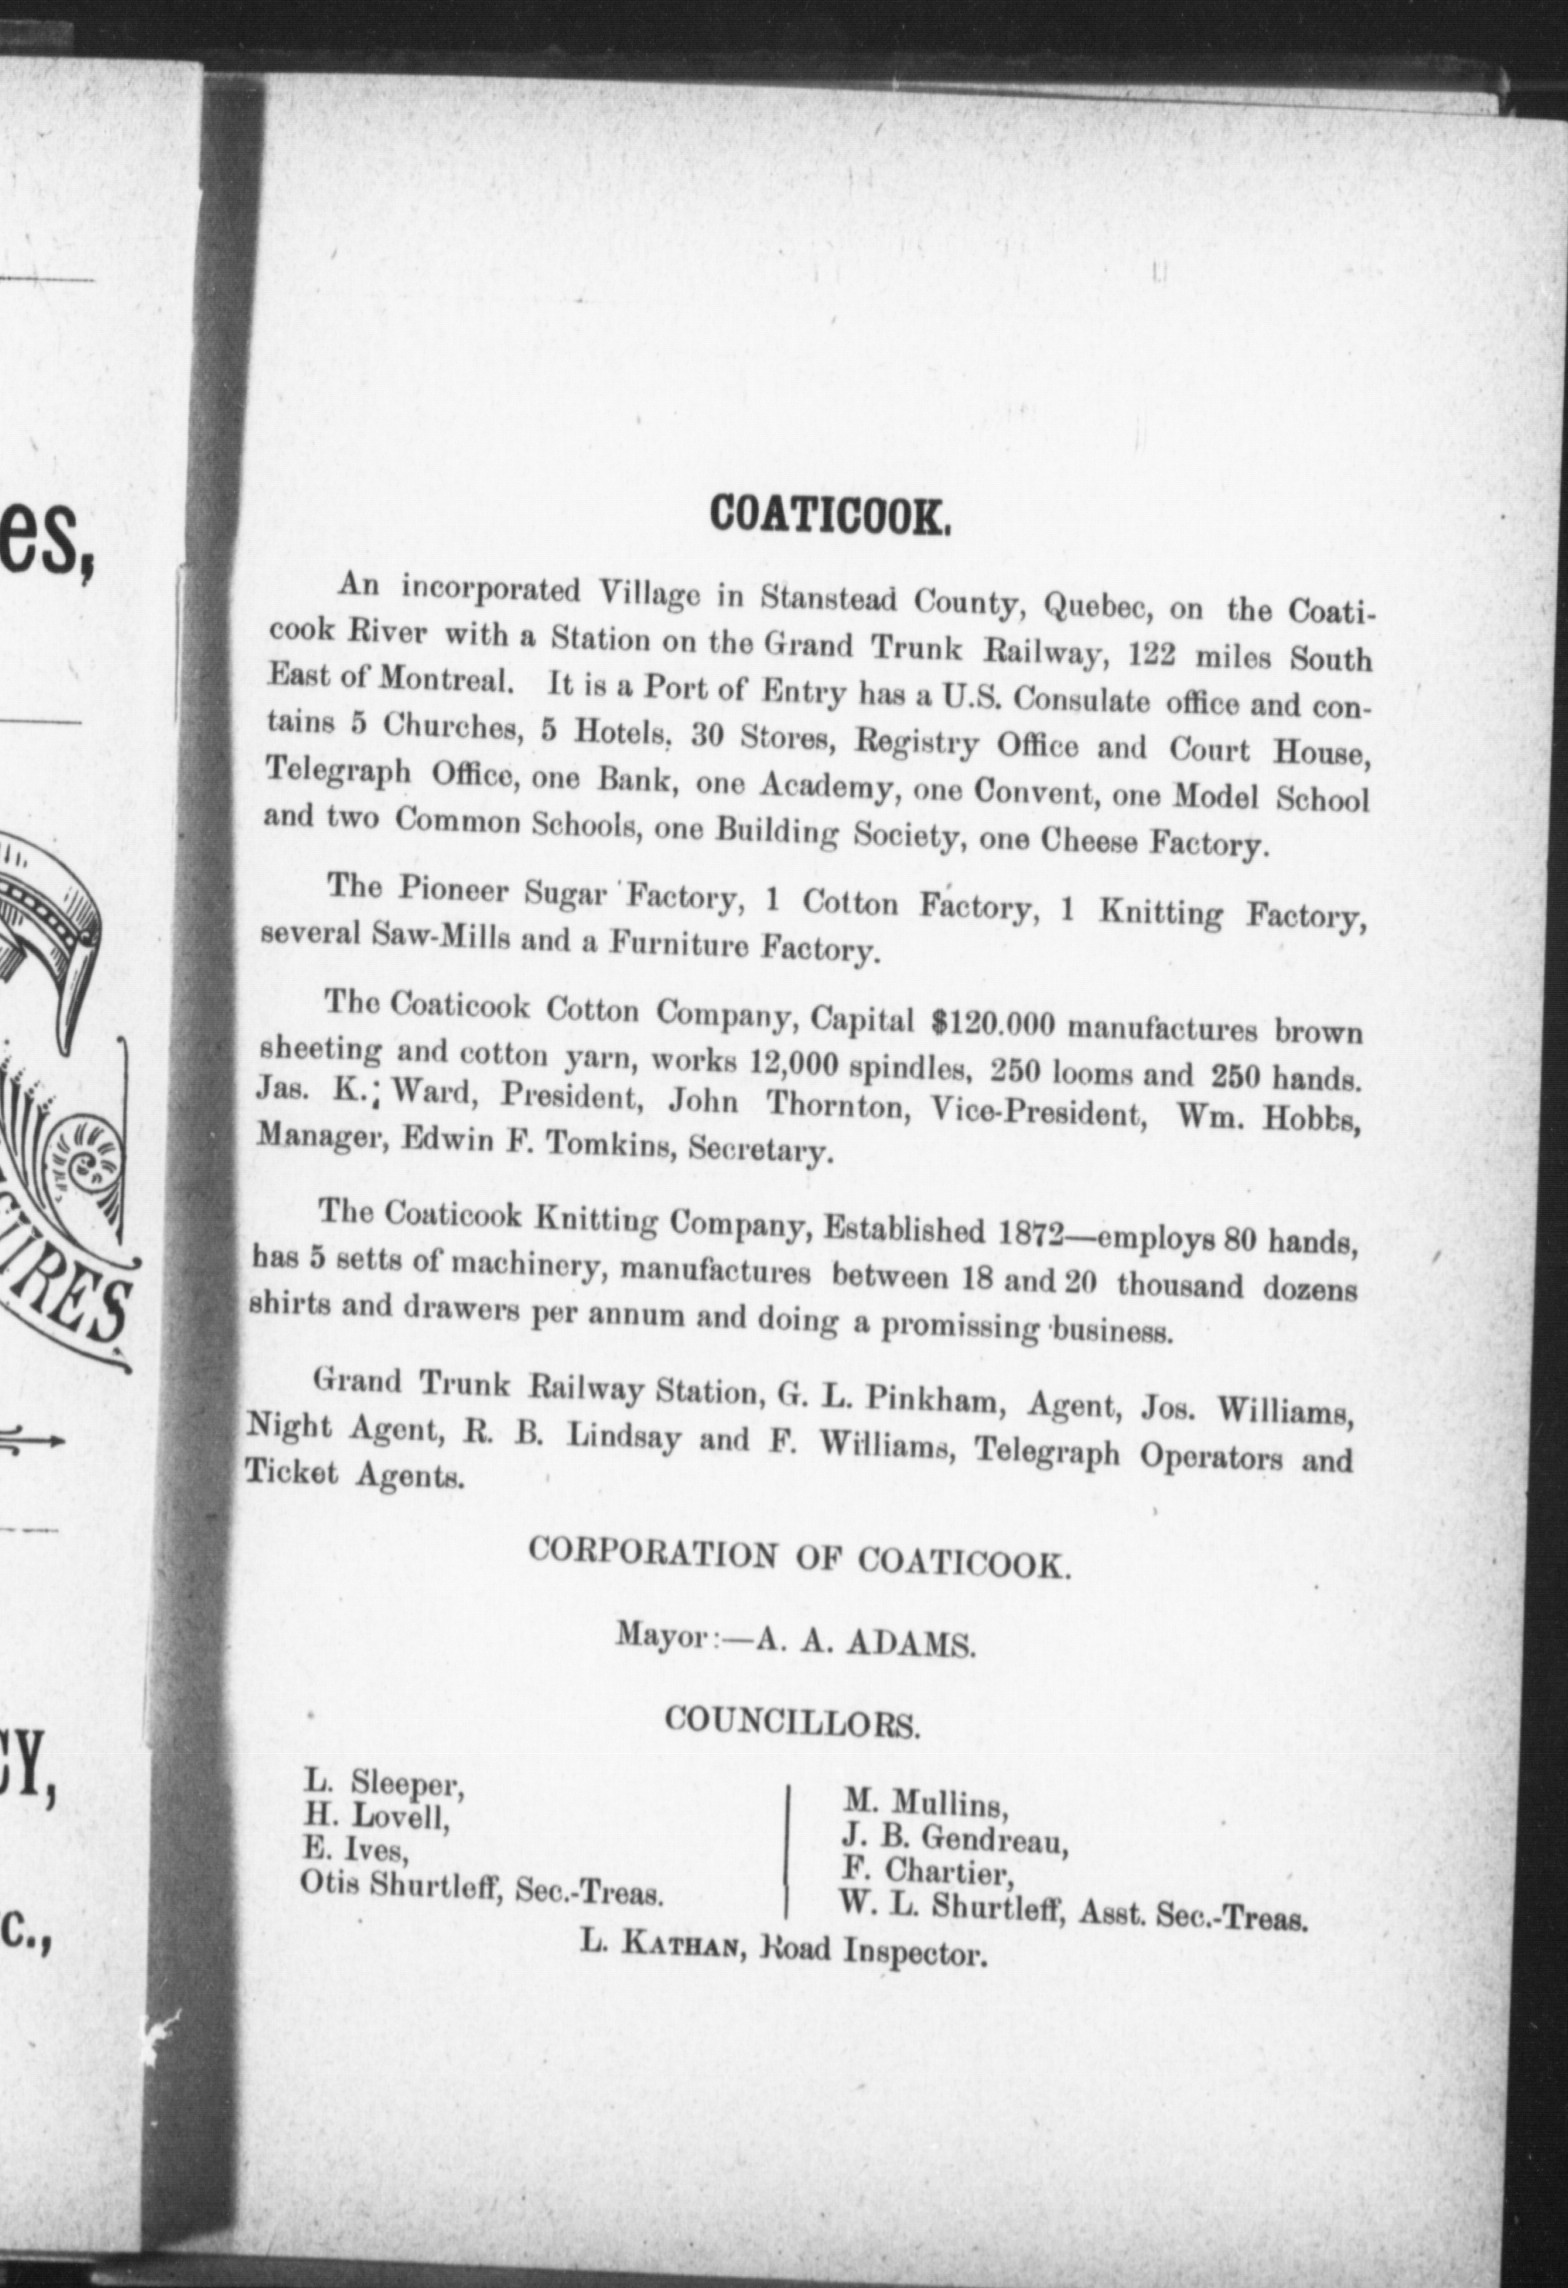 es,
URES.
CY,
c.,
COATICOOK.
An incorporated Village in Stanstead County, Quebec, on the Coati-
cook River with a Station on the Grand Trunk Railway, 122 miles South
East of Montreal. It is a Port of Entry has a U.S. Consulate office and con-
tains 5 Churches, 5 Hotels, 30 Stores, Registry Office and Court House,
Telegraph Office, one Bank, one Academy, one Convent, one Model School
and two Common Schools, one Building Society, one Cheese Factory.
The Pioneer Sugar Factory, 1 Cotton Factory, 1 Knitting Factory,
several Saw-Mills and a Furniture Factory.
The Coaticook Cotton Company, Capital $120.000 manufactures brown
sheeting and cotton yarn, works 12,000 spindles, 250 looms and 250 hands.
Jas. K.; Ward, President, John Thornton, Vice-President, Wm. Hobbs,
Manager, Edwin F. Tomkins, Secretary.
The Coaticook Knitting Company, Established 1872—employs 80 hands,
has 5 setts of machinery, manufactures between 18 and 20 thousand dozens
shirts and drawers per annum and doing a promissing business.
Grand Trunk Railway Station, G. L. Pinkham, Agent, Jos. Williams,
Night Agent, R. B. Lindsay and F. Williams, Telegraph Operators and
Ticket Agents.
CORPORATION OF COATICOOK.
Mayor:—A. A. ADAMS.
COUNCILLORS.
L. Sleeper,
H. Lovell,
E. Ives,
Otis Shurtleff, Sec.-Treas.
M. Mullins,
J. B. Gendreau,
F. Chartier,
W. L. Shurtleff, Asst. Sec.-Treas.
L. KATHAN, Road Inspector.